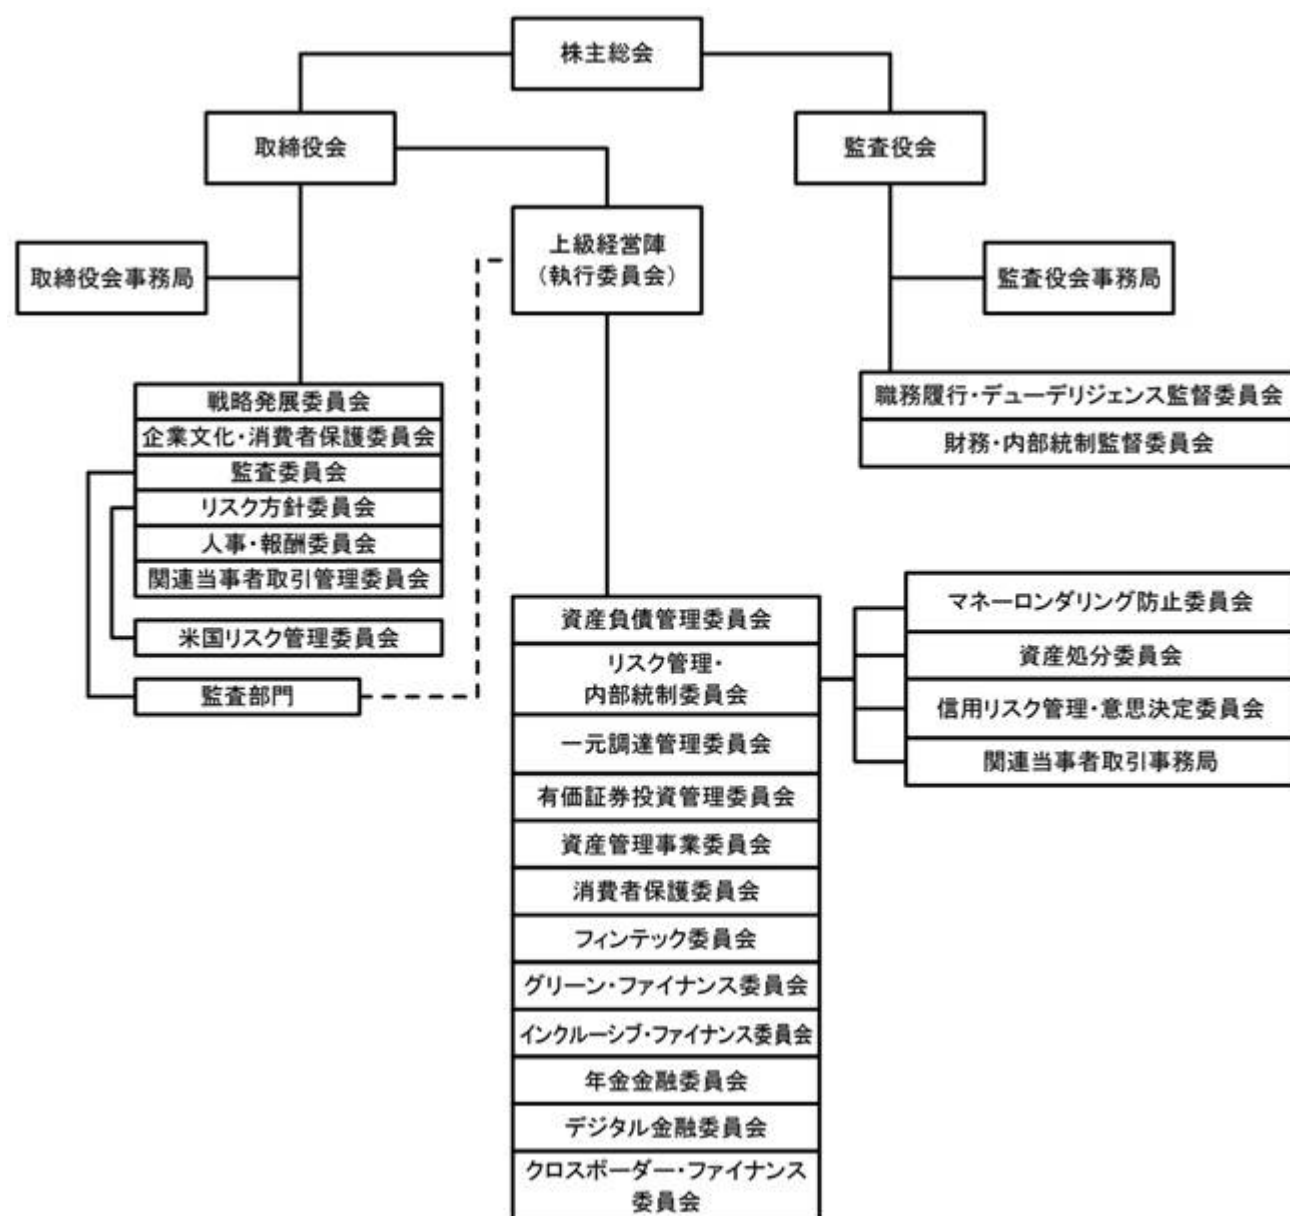 株主総会
取締役会
監査役会
上級経営陣
（執行委員会）
取締役会事務局
監査役会事務局
戦略発展委員会
企業文化・消費者保護委員会
監査委員会
リスク方針委員会
人事・報酬委員会
関連当事者取引管理委員会
米国リスク管理委員会
監査部門
職務履行・デューデリジェンス監督委員会
財務・内部統制監督委員会
資産負債管理委員会
リスク管理・
内部統制委員会
一元調達管理委員会
有価証券投資管理委員会
資産管理事業委員会
消費者保護委員会
フィンテック委員会
グリーン・ファイナンス委員会
インクルーシブ・ファイナンス委員会
年金金融委員会
デジタル金融委員会
クロスボーダー・ファイナンス
委員会
マネーロンダリング防止委員会
資産処分委員会
信用リスク管理・意思決定委員会
関連当事者取引事務局